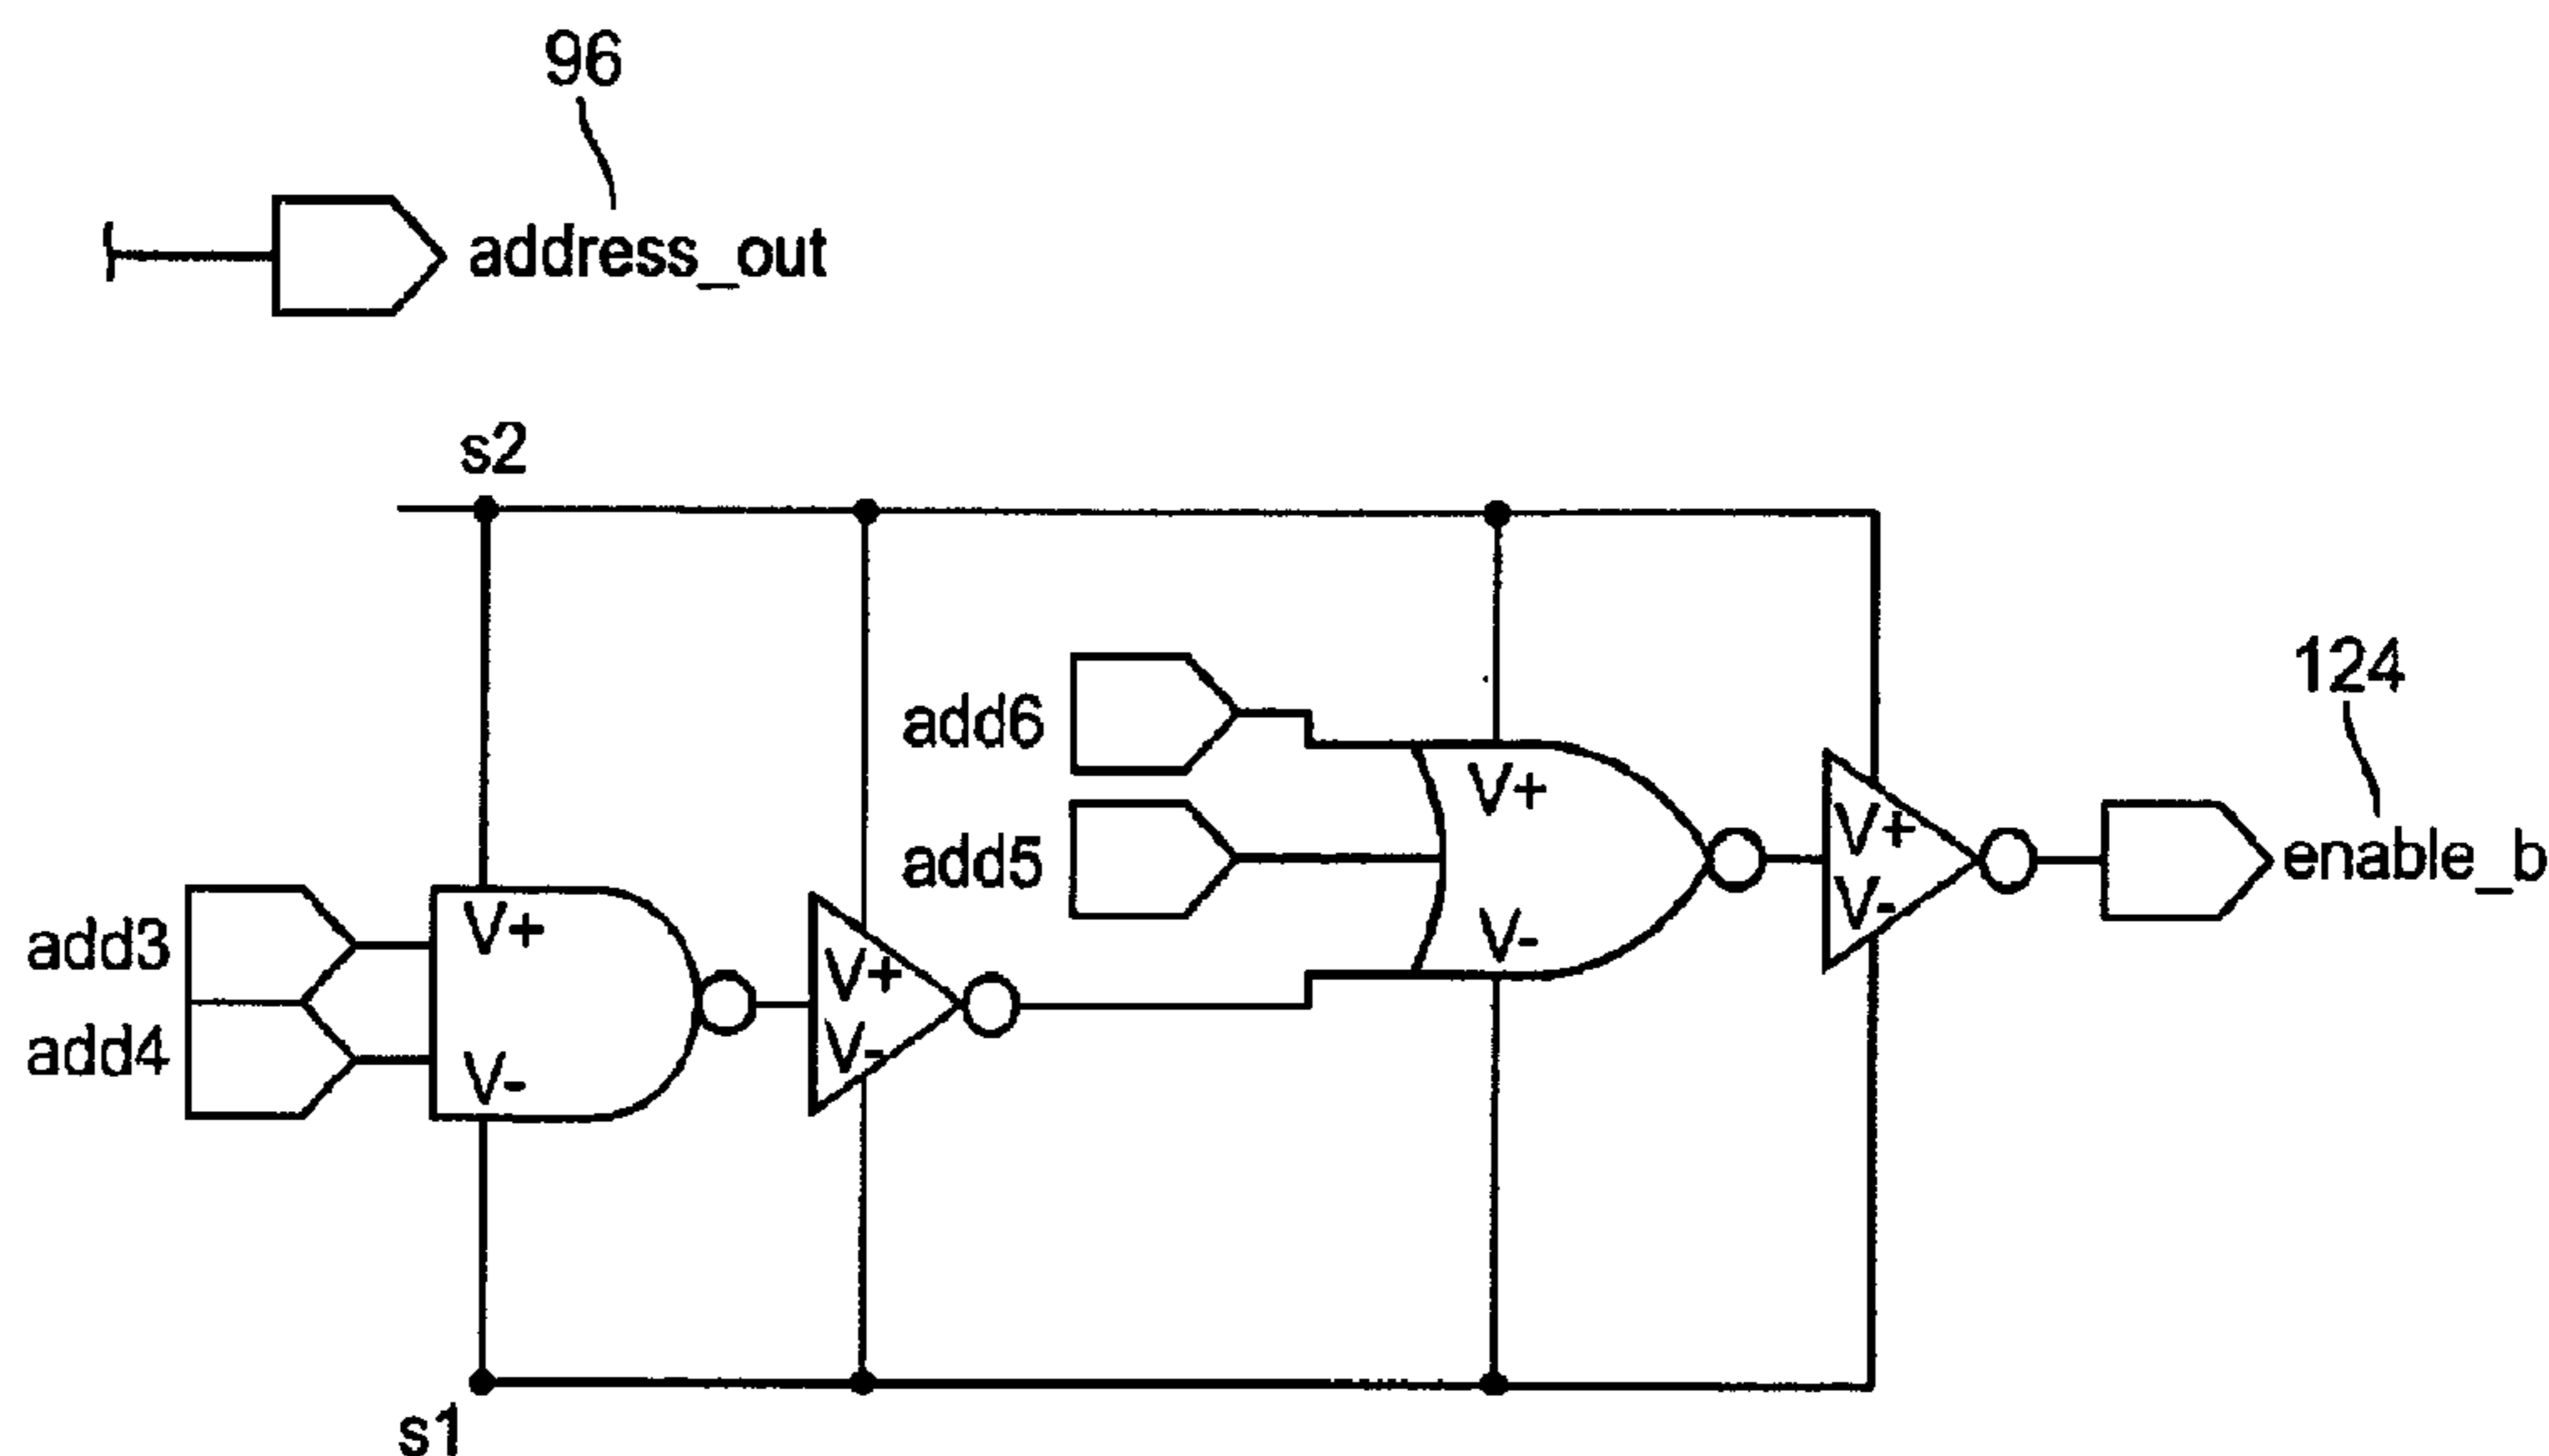 96
address_out
s2
124
add6
V+
add5
V+
enable_b
V-
add3
V+
V-
V+
add4
V-
V-
s1